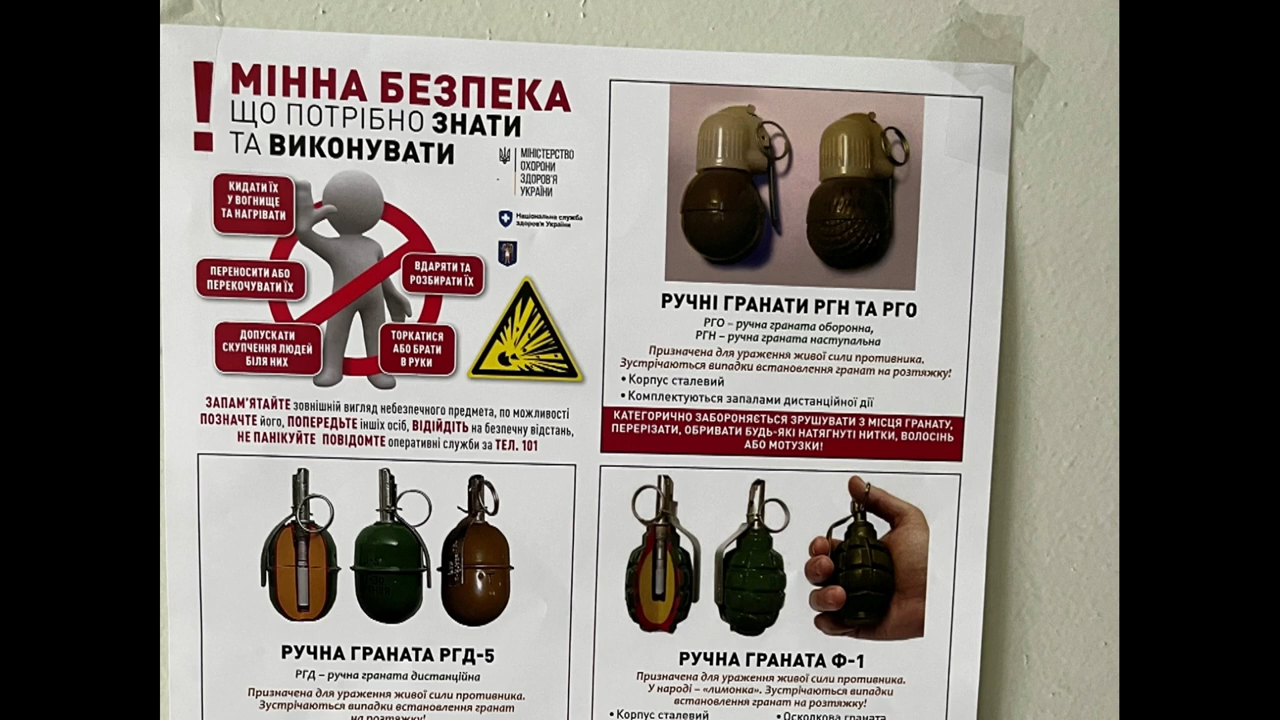 !
МІННА БЕЗПЕКА
ЩО ПОТРІБНО ЗНАТИ
ТА ВИКОНУВАТИ
МІНІСТЕРСТВО
ОХОРОНИ
ЗДОРОВ'Я
УКРАЇНИ
Національна служба
здоров'я України
КИДАТИ ЇХ
У ВОГНИЩЕ
ТА НАГРІВАТИ
ПЕРЕНОСИТИ АБО
ПЕРЕКОЧУВАТИ ЇХ
ВДАРЯТИ ТА
РОЗБИРАТИ ЇХ
ДОПУСКАТИ
СКУПЧЕННЯ ЛЮДЕЙ
БІЛЯ НИХ
ТОРКАТИСЯ
АБО БРАТИ
В РУКИ
ЗАПАМ'ЯТАЙТЕ зовнішній вигляд небезпечного предмета, по можливості
ПОЗНАЧТЕ його, ПОПЕРЕДЬТЕ інших осіб, ВІДІЙДІТЬ на безпечну відстань,
НЕ ПАНІКУЙТЕ ПОВІДОМТЕ оперативні служби за ТЕЛ. 101
РУЧНІ ГРАНАТИ РГН ТА РГО
РГО – ручна граната оборонна,
РГН – ручна граната наступальна
Призначена для ураження живої сили противника.
Зустрічаються випадки встановлення гранат на розтяжку!
• Корпус сталевий
• Комплектуються запалами дистанційної дії
КАТЕГОРИЧНО ЗАБОРОНЯЄТЬСЯ ЗРУШУВАТИ З МІСЦЯ ГРАНАТУ,
ПЕРЕРІЗАТИ, ОБРИВАТИ БУДЬ-ЯКІ НАТЯГНУТІ НИТКИ, ВОЛОСІНЬ
АБО МОТУЗКИ!
РУЧНА ГРАНАТА РГД-5
РГД – ручна граната дистанційна
Призначена для ураження живої сили противника.
Зустрічаються випадки встановлення гранат
на розтяжку!
РУЧНА ГРАНАТА Ф-1
Призначена для ураження живої сили противника.
У народі – «лимонка». Зустрічаються випадки
встановлення гранат на розтяжку!
• Корпус сталевий
• Осколкова граната